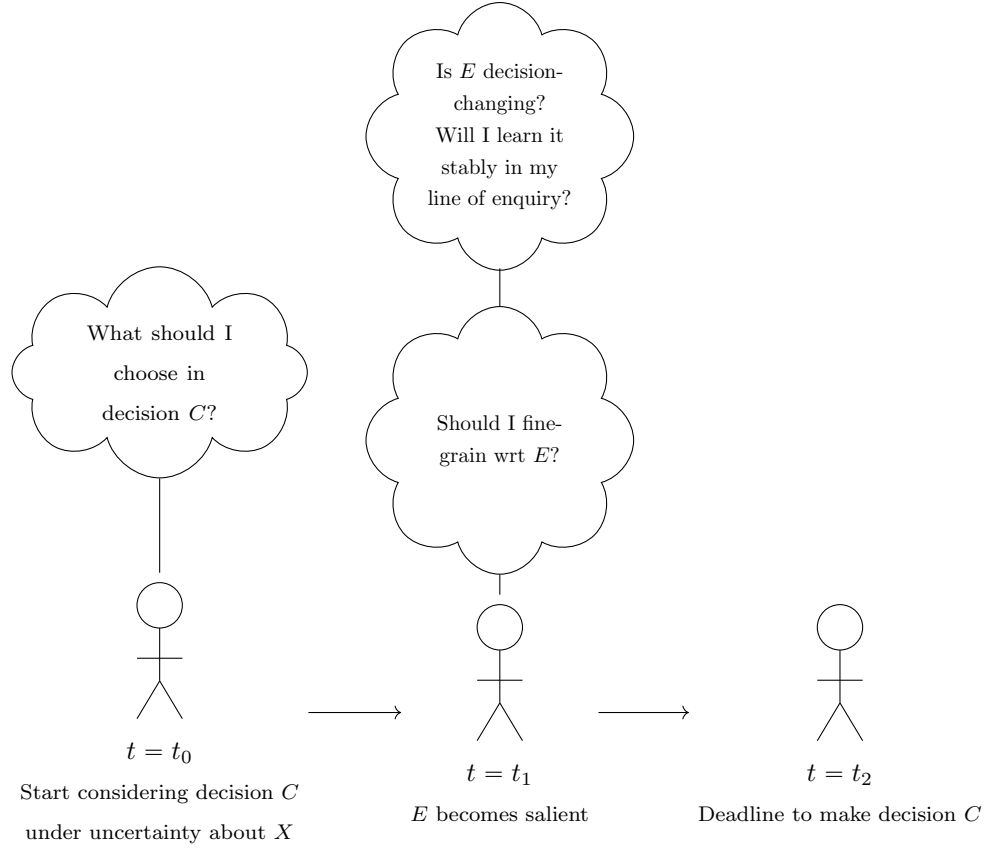 Is E decision-
changing?
Will I learn it
stably in my
line of enquiry?
What should I
choose in
decision C?
Should I fine-
grain wrt E?
t = t₀
Start considering decision C
under uncertainty about X
t = t₁
E becomes salient
t = t₂
Deadline to make decision C